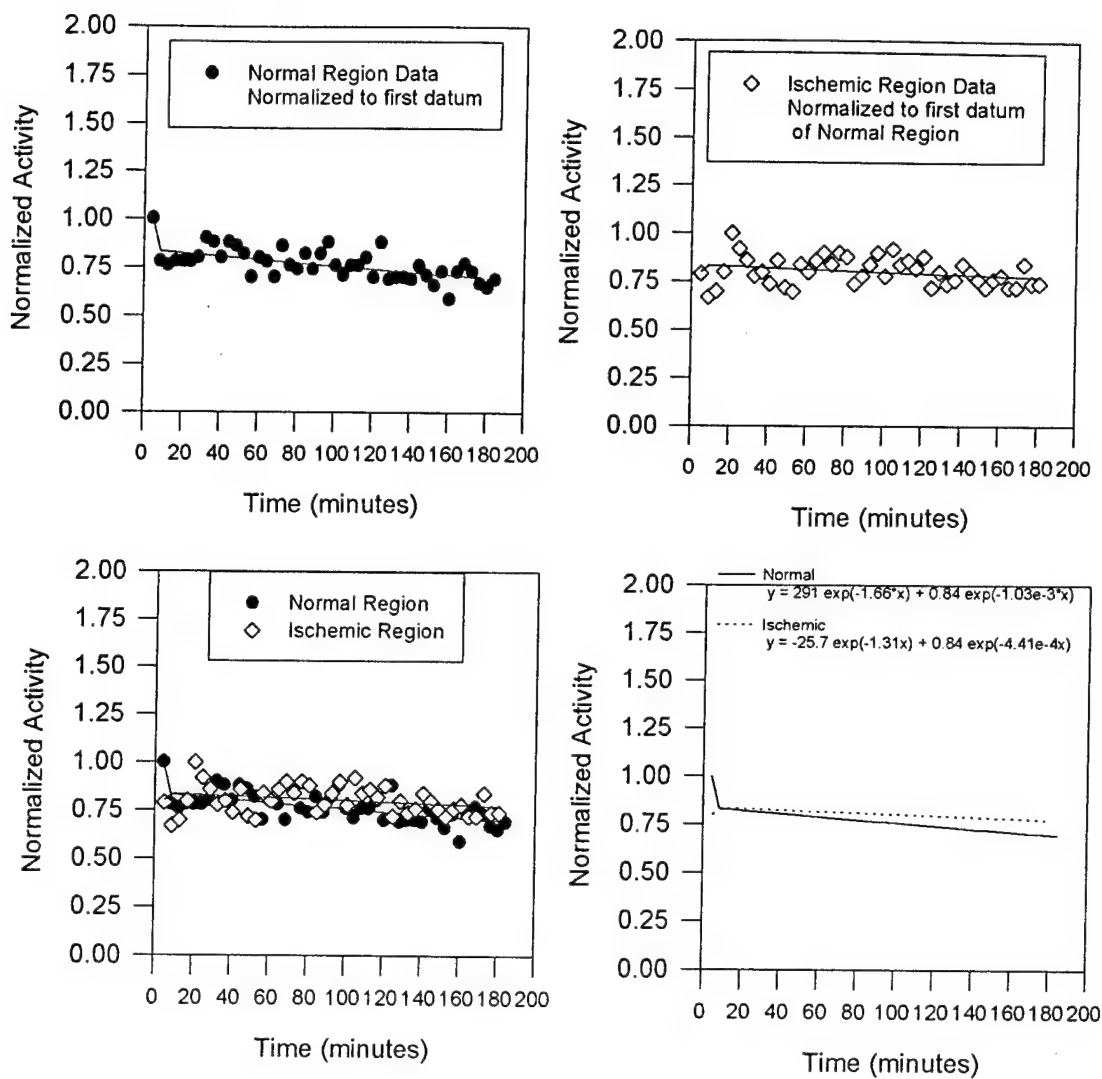 2.00
1.75
1.50
1.25
1.00
0.75
0.50
0.25
0.00
Normalized Activity
Normal Region Data
Normalized to first datum
0 20 40 60 80 100 120 140 160 180 200
Time (minutes)
2.00
1.75
1.50
1.25
1.00
0.75
0.50
0.25
0.00
Normalized Activity
Ischemic Region Data
Normalized to first datum
of Normal Region
0 20 40 60 80 100 120 140 160 180 200
Time (minutes)
2.00
1.75
1.50
1.25
1.00
0.75
0.50
0.25
0.00
Normalized Activity
Normal Region
Ischemic Region
0 20 40 60 80 100 120 140 160 180 200
Time (minutes)
2.00
1.75
1.50
1.25
1.00
0.75
0.50
0.25
0.00
Normalized Activity
Normal
y = 291 exp(-1.66*x) + 0.84 exp(-1.03e-3*x)
Ischemic
y = -25.7 exp(-1.31x) + 0.84 exp(-4.41e-4x)
0 20 40 60 80 100 120 140 160 180 200
Time (minutes)